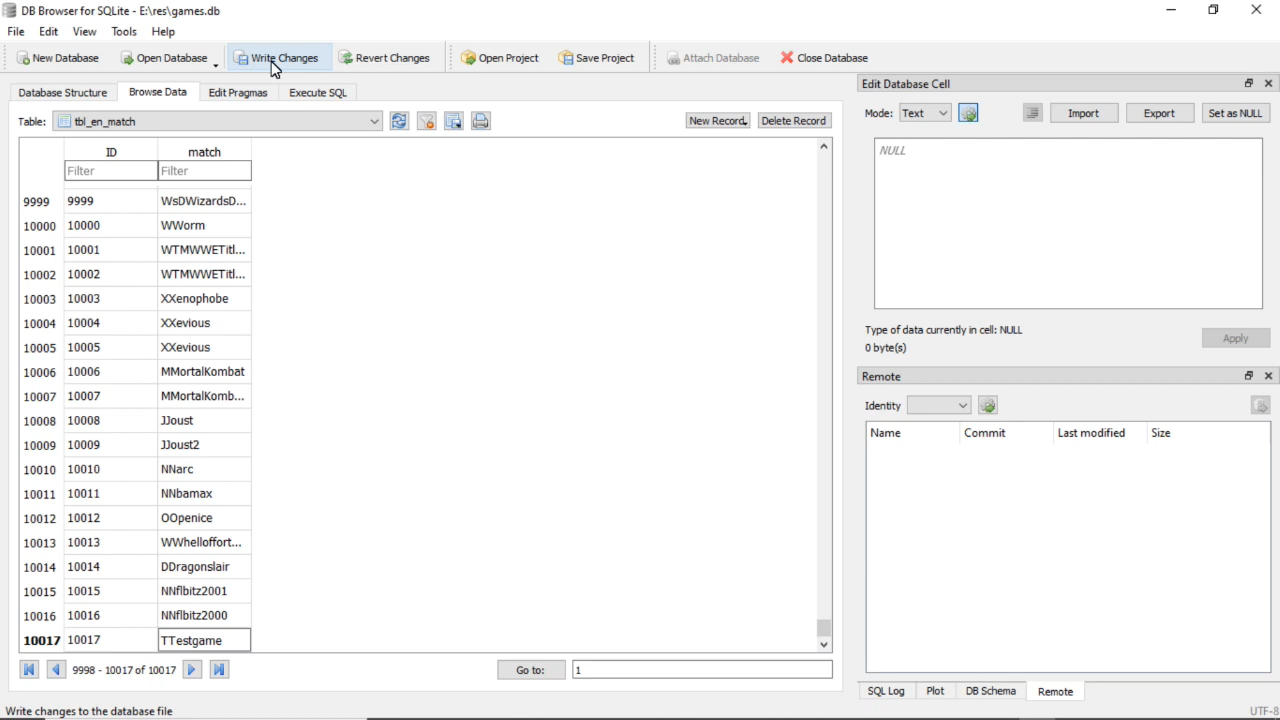 DB Browser for SQLite - E:\res\games.db
File Edit View Tools Help
New Database Open Database Write Changes Revert Changes Open Project Save Project Attach Database Close Database
Database Structure Browse Data Edit Pragmas Execute SQL
Table: tbl_en_match New Record Delete Record
ID match
Filter Filter
9999 9999 WsDWizardsD...
10000 10000 WWorm
10001 10001 WTMWWETitl...
10002 10002 WTMWWETitl...
10003 10003 XXenophobe
10004 10004 XXevious
10005 10005 XXevious
10006 10006 MMortalKombat
10007 10007 MMortalKomb...
10008 10008 JJoust
10009 10009 JJoust2
10010 10010 NNarc
10011 10011 NNbamax
10012 10012 OOpenice
10013 10013 WWhelloffort...
10014 10014 DDragonslair
10015 10015 NNflbitz2001
10016 10016 NNflbitz2000
10017 10017 TTestgame
9998 - 10017 of 10017 Go to: 1
Write changes to the database file
Edit Database Cell
Mode: Text Import Export Set as NULL
NULL
Type of data currently in cell: NULL
0 byte(s)
Apply
Remote
Identity
Name Commit Last modified Size
SQL Log Plot DB Schema Remote
UTF-8